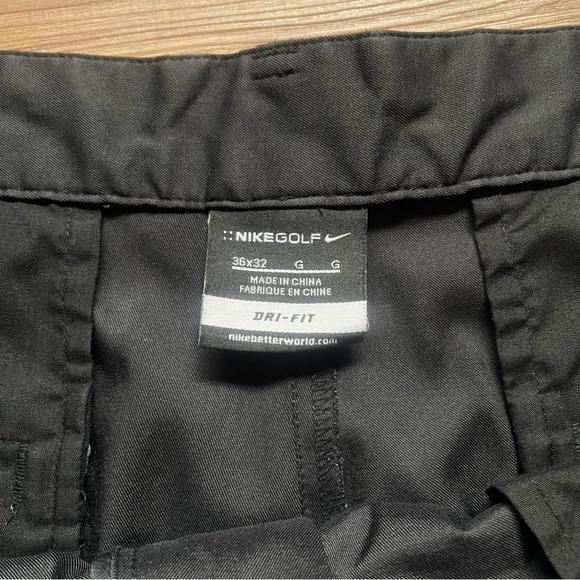 NIKEGOLF
36x32 G G
MADE IN CHINA
FABRIQUE EN CHINE
DRI-FIT
nikebetterworld.com